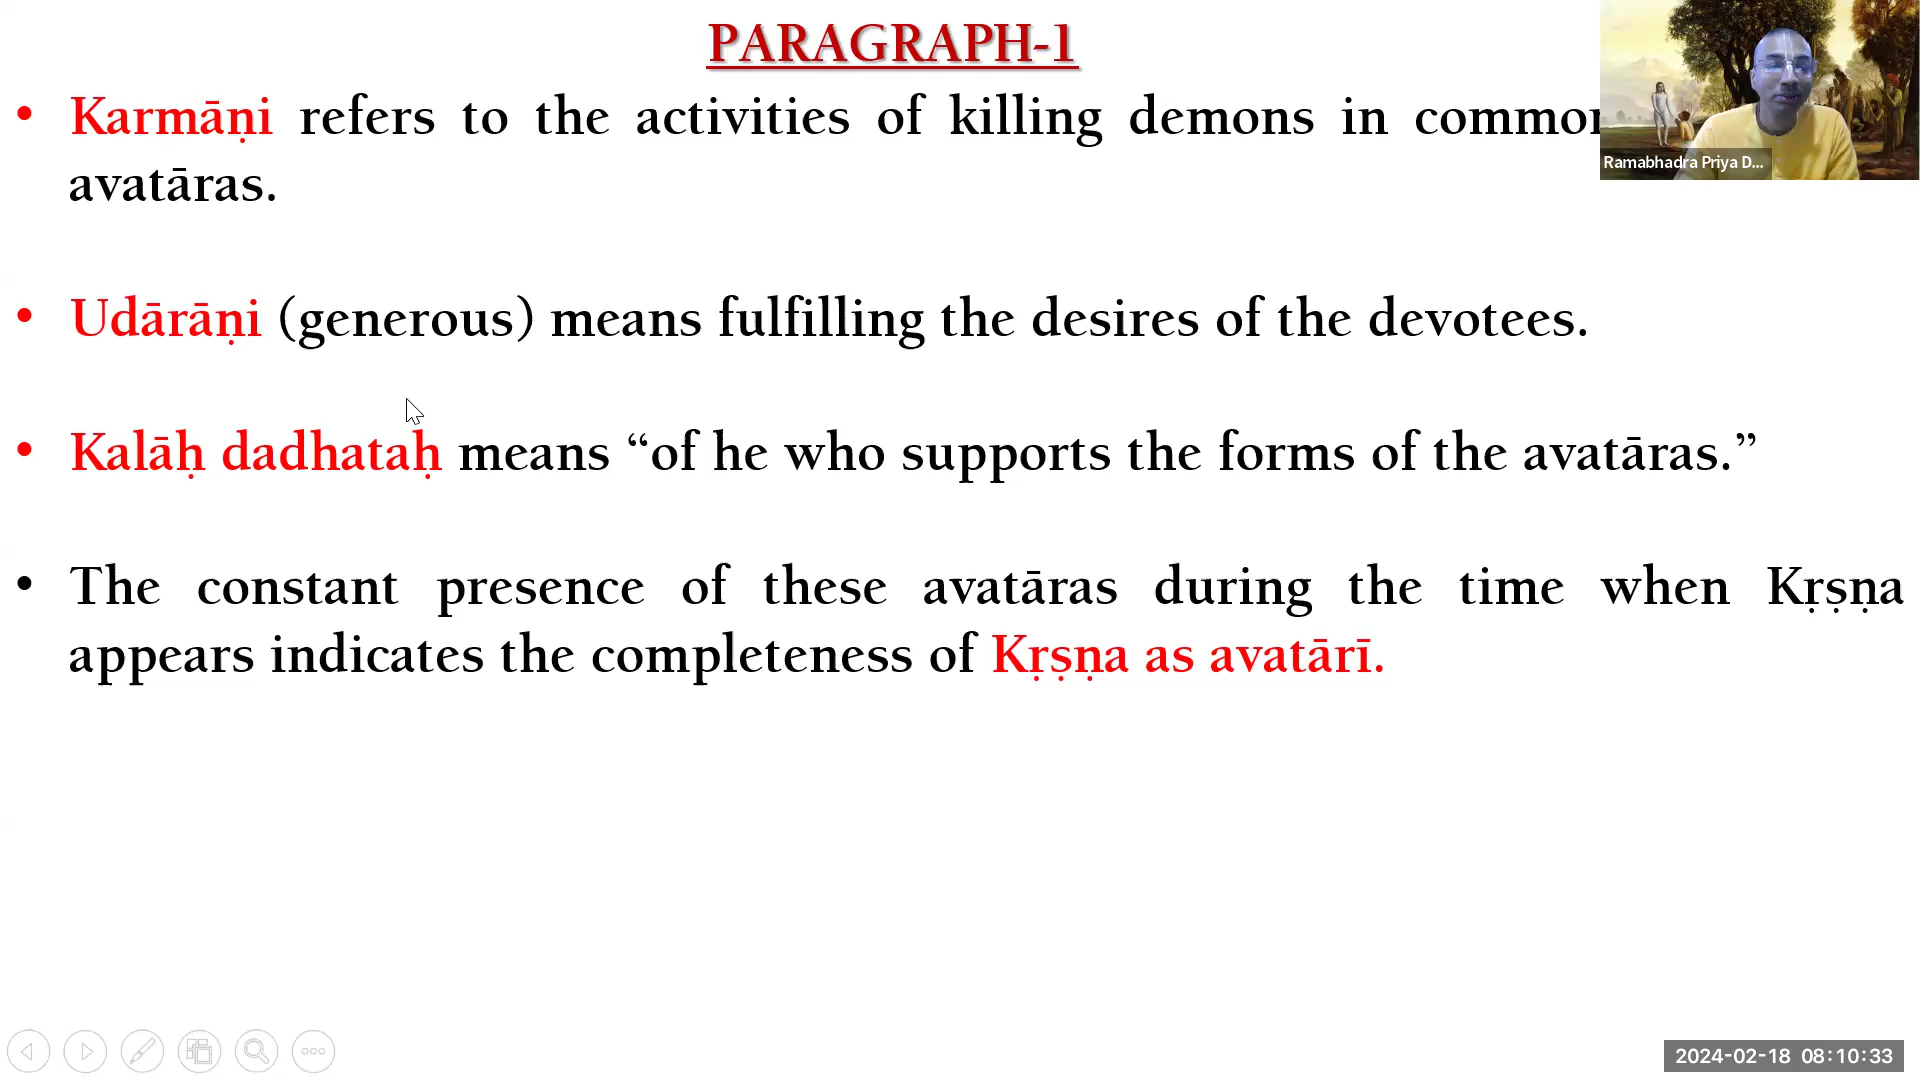 PARAGRAPH-1
• Karmāṇi refers to the activities of killing demons in common
avatāras.
• Udārāṇi (generous) means fulfilling the desires of the devotees.
• Kalāḥ dadhataḥ means “of he who supports the forms of the avatāras.”
• The constant presence of these avatāras during the time when Kṛṣṇa
appears indicates the completeness of Kṛṣṇa as avatārī.
Ramabhadra Priya D...
2024-02-18 08:10:33